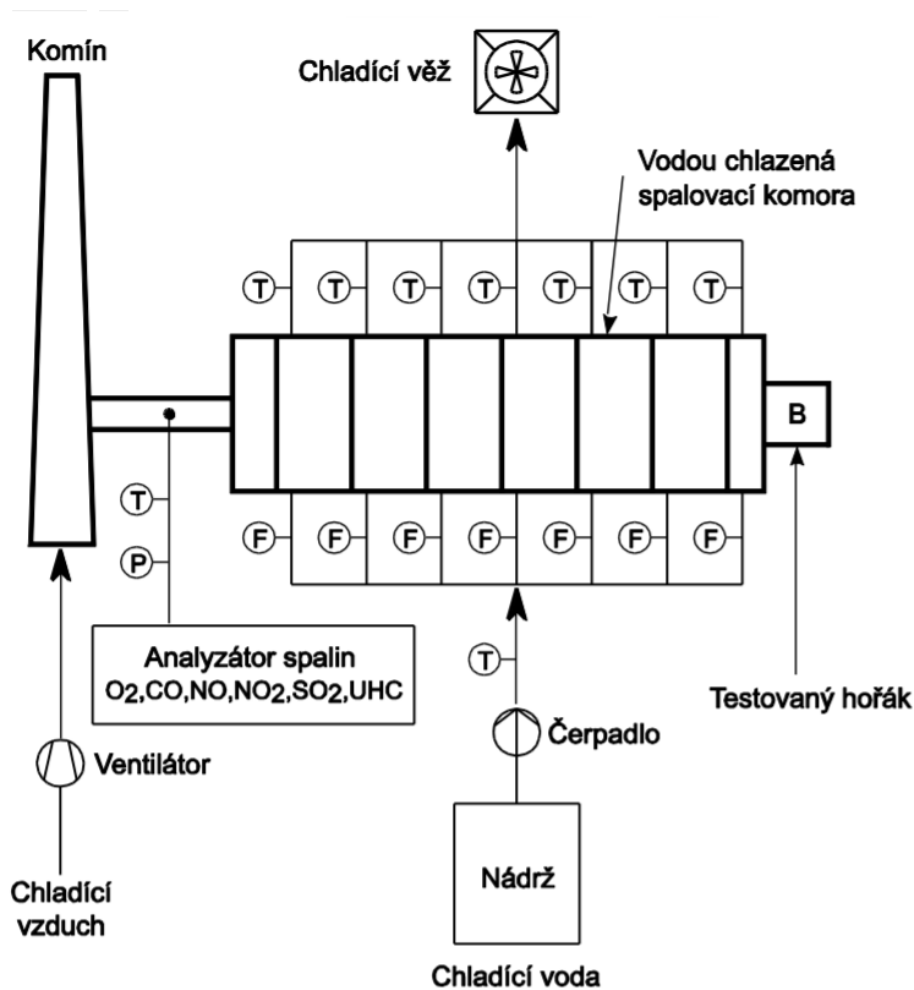 Komín
Chladící věž
Vodou chlazená
spalovací komora
T T T T T T T
B
T
F F F F F F F
P
Analyzátor spalin
O2,CO,NO,NO2,SO2,UHC
T
Testovaný hořák
Čerpadlo
Ventilátor
Nádrž
Chladící
vzduch
Chladící voda